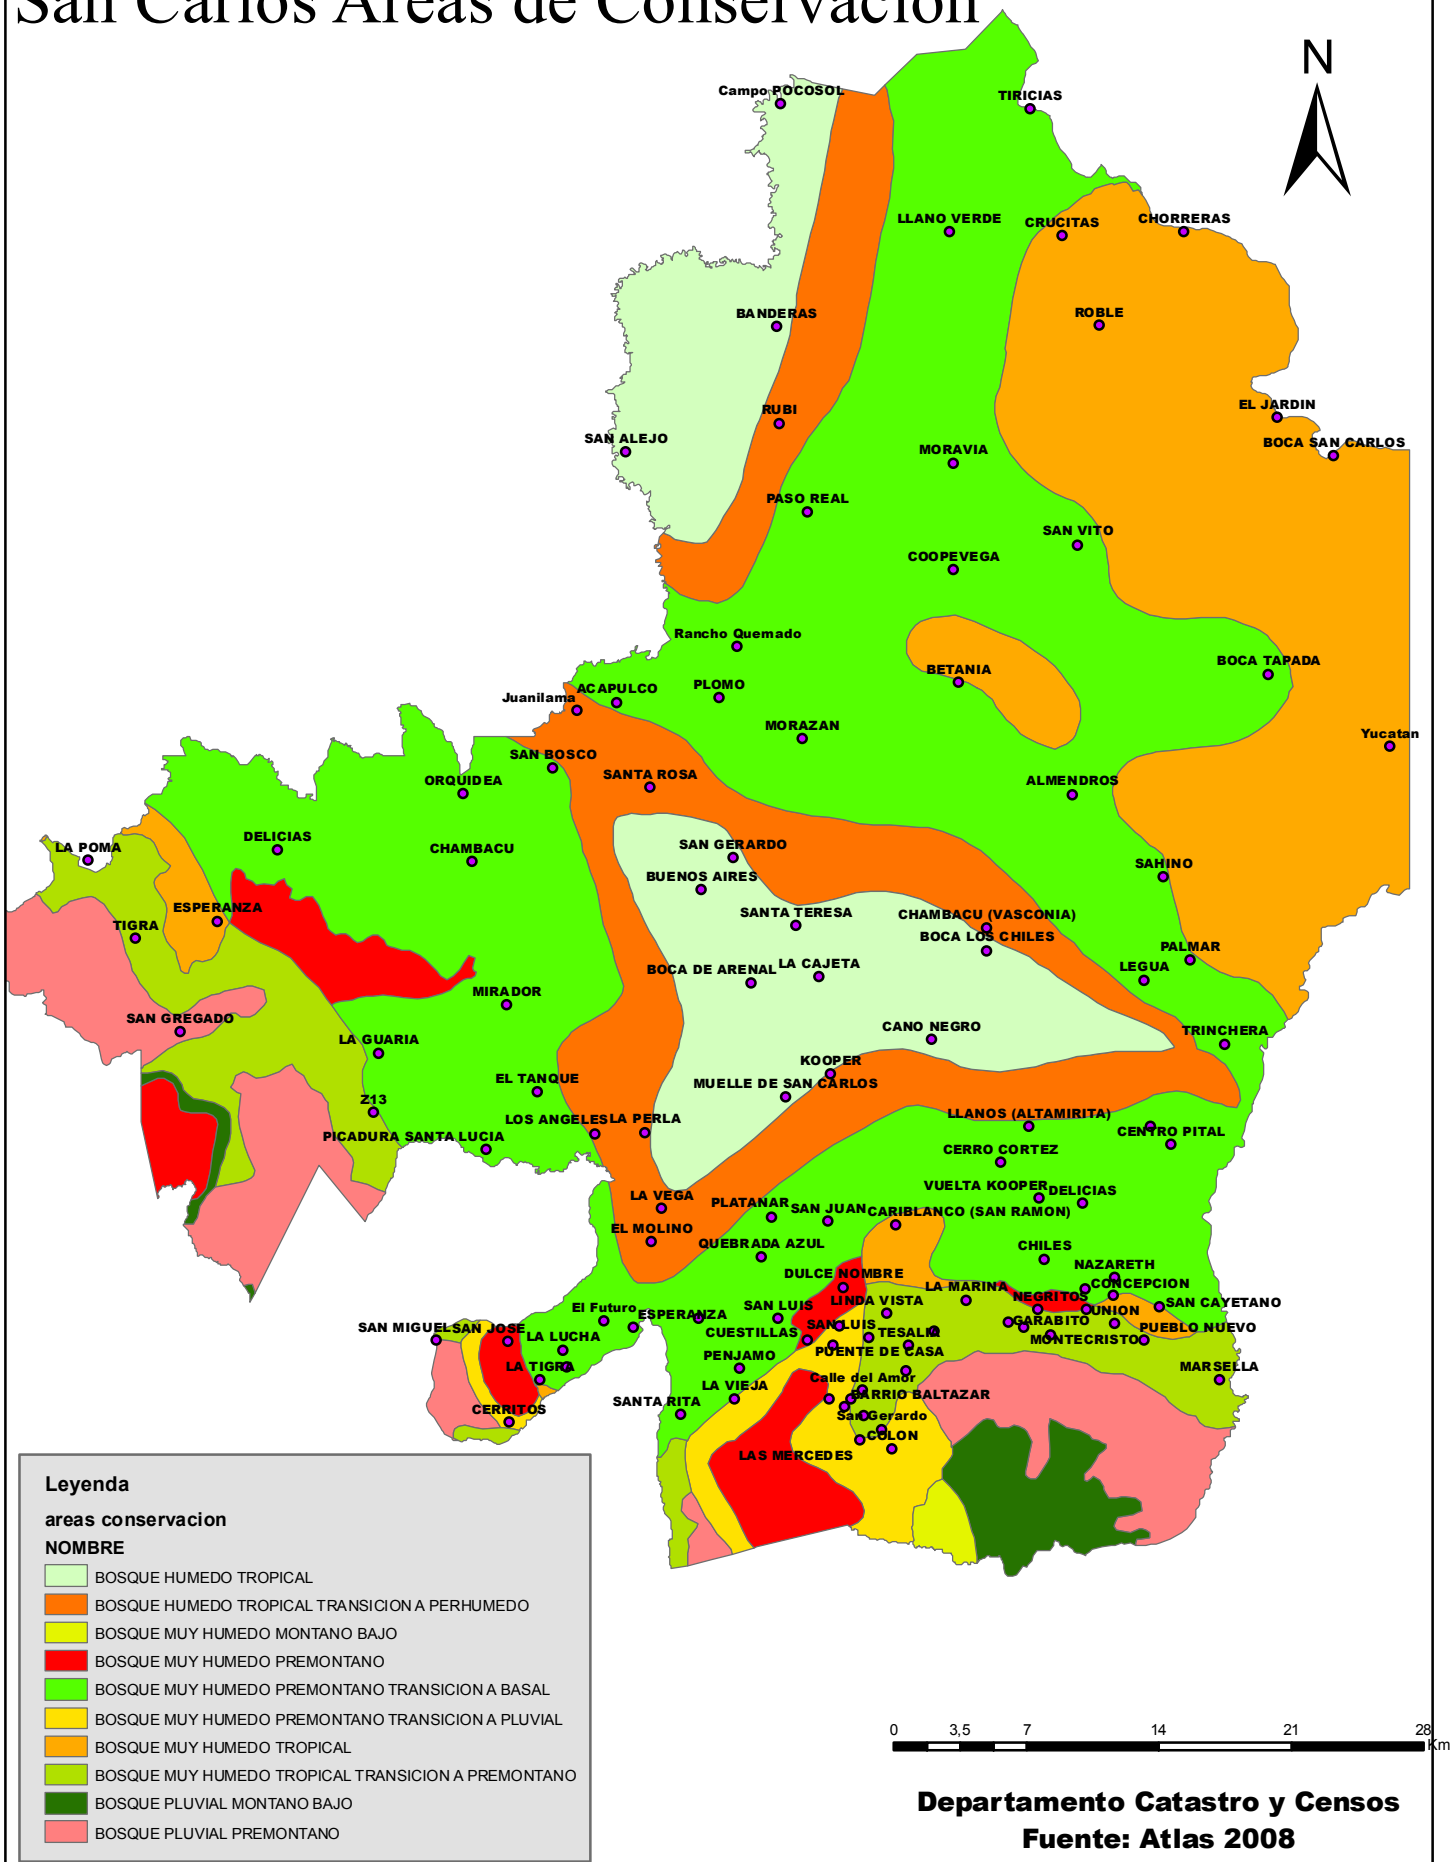 San Carlos Areas de Conservacion
N
Campo POCOSOL
TIRICIAS
LLANO VERDE
CRUCITAS
CHORRERAS
BANDERAS
ROBLE
RUBI
EL JARDIN
SAN ALEJO
BOCA SAN CARLOS
MORAVIA
PASO REAL
SAN VITO
COOPEVEGA
Rancho Quemado
BETANIA
BOCA TAPADA
Juanilama
ACAPULCO
PLOMO
MORAZAN
Yucatan
SAN BOSCO
ORQUIDEA
SANTA ROSA
ALMENDROS
LA POMA
DELICIAS
CHAMBACU
SAN GERARDO
SAHINO
BUENOS AIRES
ESPERANZA
TIGRA
SANTA TERESA
CHAMBACU (VASCONIA)
BOCA LOS CHILES
PALMAR
BOCA DE ARENAL
LA CAJETA
LEGUA
MIRADOR
SAN GREGADO
LA GUARIA
CANO NEGRO
TRINCHERA
KOOPER
EL TANQUE
MUELLE DE SAN CARLOS
Z13
LOS ANGELES
LA PERLA
LLANOS (ALTAMIRITA)
PICADURA SANTA LUCIA
CENTRO PITAL
CERRO CORTEZ
VUELTA KOOPER
DELICIAS
LA VEGA
PLATANAR
SAN JUAN
CARIBLANCO (SAN RAMON)
EL MOLINO
QUEBRADA AZUL
CHILES
DULCE NOMBRE
NAZARETH
LA MARINA
CONCEPCION
NEGRITOS
LINDA VISTA
SAN CAYETANO
El Futuro
ESPERANZA
SAN LUIS
UNION
SAN MIGUEL
SAN JOSE
LA LUCHA
CUESTILLAS
SAN LUIS
TESALIA
GARABITO
PUEBLO NUEVO
MONTECRISTO
PENJAMO
PUENTE DE CASA
LA TIGRA
MARSELLA
LA VIEJA
Calle del Amor
BARRIO BALTAZAR
SANTA RITA
CERRITOS
San Gerardo
COLON
LAS MERCEDES
Leyenda
areas conservacion
NOMBRE
BOSQUE HUMEDO TROPICAL
BOSQUE HUMEDO TROPICAL TRANSICION A PERHUMEDO
BOSQUE MUY HUMEDO MONTANO BAJO
BOSQUE MUY HUMEDO PREMONTANO
BOSQUE MUY HUMEDO PREMONTANO TRANSICION A BASAL
BOSQUE MUY HUMEDO PREMONTANO TRANSICION A PLUVIAL
BOSQUE MUY HUMEDO TROPICAL
BOSQUE MUY HUMEDO TROPICAL TRANSICION A PREMONTANO
BOSQUE PLUVIAL MONTANO BAJO
BOSQUE PLUVIAL PREMONTANO
0 3,5 7 14 21 28
Km
Departamento Catastro y Censos
Fuente: Atlas 2008